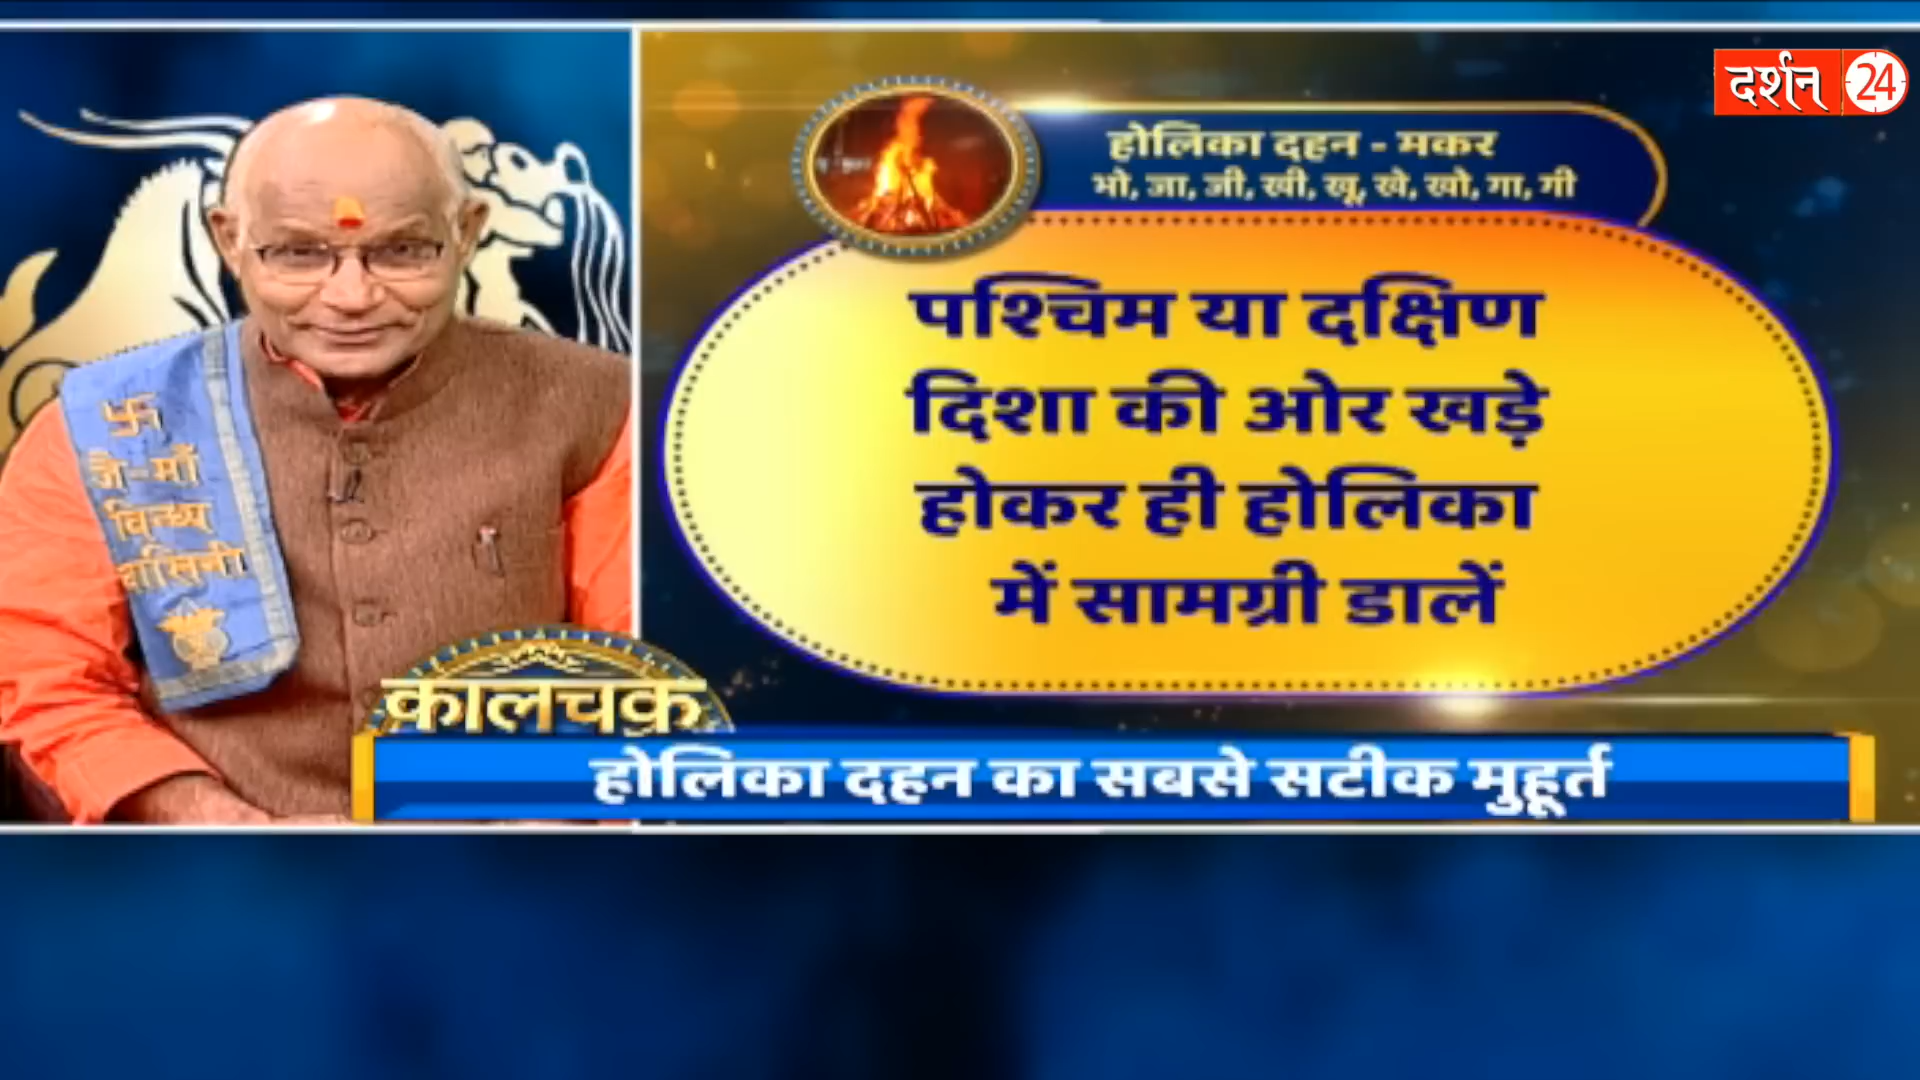 दर्शन 24
होलिका दहन - मकर
भो, जा, जी, खी, खू, खे, खो, गा, गी
पश्चिम या दक्षिण
दिशा की ओर खड़े
होकर ही होलिका
में सामग्री डालें
जै-माँ
विन्ध्य
वासिनी
कालचक्र
होलिका दहन का सबसे सटीक मुहूर्त